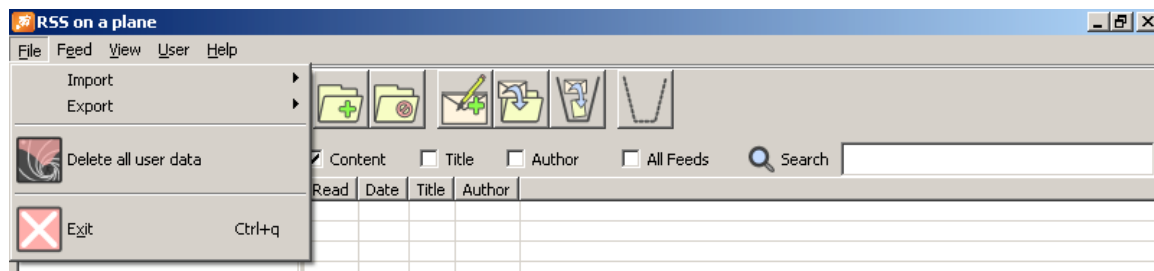 RSS on a plane
File Feed View User Help
Import
Export
Delete all user data
Content Title Author All Feeds Search
Read Date Title Author
Exit Ctrl+q